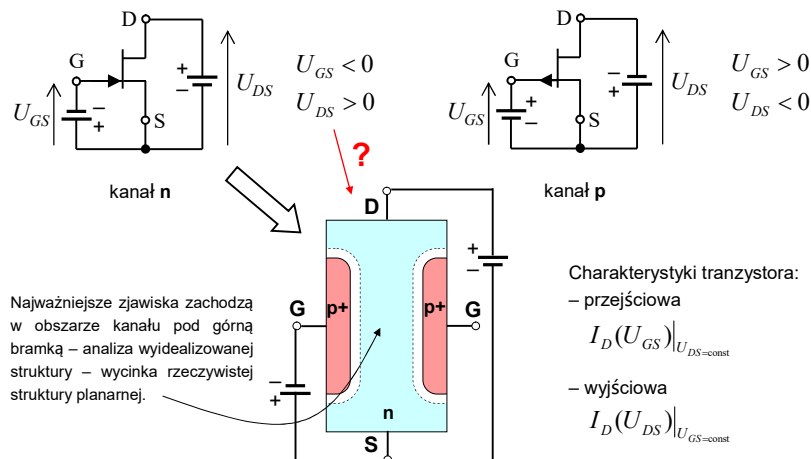 D
G
+
–
–
+
S
U_GS
U_DS
U_GS < 0
U_DS > 0
kanał n
D
G
–
+
+
–
S
U_GS
U_DS
U_GS > 0
U_DS < 0
kanał p
?
D
+
–
G
p+
p+
G
–
+
n
S
Najważniejsze zjawiska zachodzą
w obszarze kanału pod górną
bramką – analiza wyidealizowanej
struktury – wycinka rzeczywistej
struktury planarnej.
Charakterystyki tranzystora:
– przejściowa
I_D(U_GS)|U_DS=const
– wyjściowa
I_D(U_DS)|U_GS=const